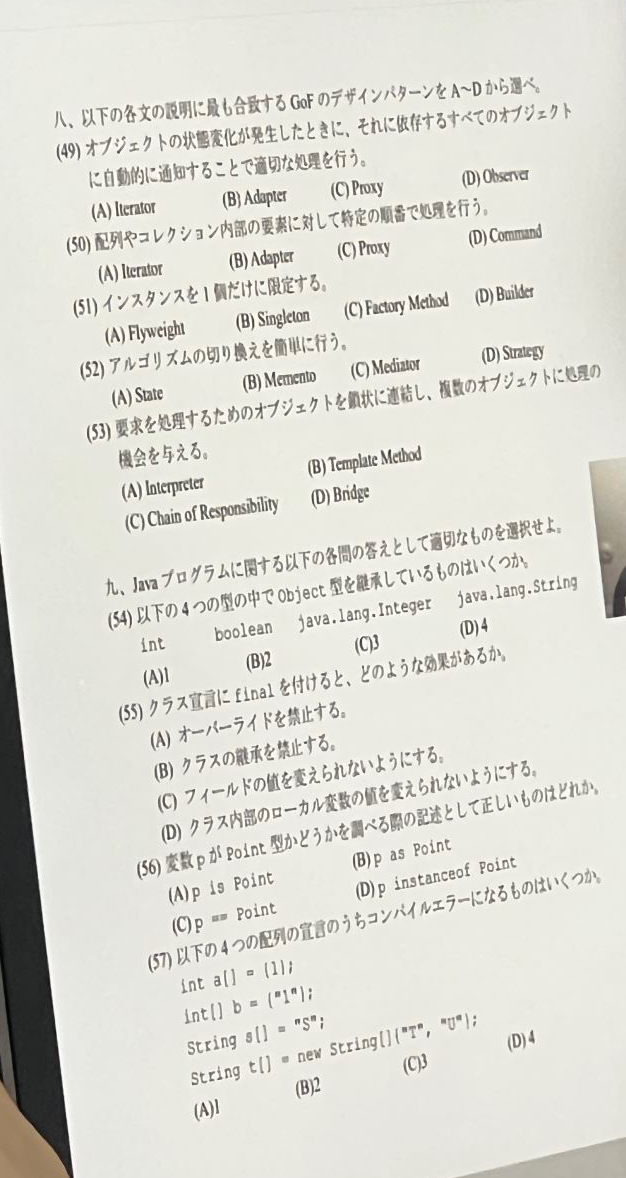 八、以下の各文の説明に最も合致する GoF のデザインパターンを A~D から選べ。
(49) オブジェクトの状態変化が発生したときに、それに依存するすべてのオブジェクト
に自動的に通知することで適切な処理を行う。
(A) Iterator (B) Adapter (C) Proxy (D) Observer
(50) 配列やコレクション内部の要素に対して特定の順番で処理を行う。
(A) Iterator (B) Adapter (C) Proxy (D) Command
(51) インスタンスを 1 個だけに限定する。
(A) Flyweight (B) Singleton (C) Factory Method (D) Builder
(52) アルゴリズムの切り換えを簡単に行う。
(A) State (B) Memento (C) Mediator (D) Strategy
(53) 要求を処理するためのオブジェクトを鎖状に連結し、複数のオブジェクトに処理の
機会を与える。
(A) Interpreter (B) Template Method
(C) Chain of Responsibility (D) Bridge
九、Java プログラムに関する以下の各問の答えとして適切なものを選択せよ。
(54) 以下の 4 つの型の中で Object 型を継承しているものはいくつか。
int boolean java.lang.Integer java.lang.String
(A)1 (B)2 (C)3 (D)4
(55) クラス宣言に final を付けると、どのような効果があるか。
(A) オーバーライドを禁止する。
(B) クラスの継承を禁止する。
(C) フィールドの値を変えられないようにする。
(D) クラス内部のローカル変数の値を変えられないようにする。
(56) 変数 p が Point 型かどうかを調べる際の記述として正しいものはどれか。
(A) p is Point (B) p as Point
(C) p == Point (D) p instanceof Point
(57) 以下の 4 つの配列の宣言のうちコンパイルエラーになるものはいくつか。
int a[] = {1};
int[] b = {"1"};
String s[] = "S";
String t[] = new String[]{"T", "U"};
(A)1 (B)2 (C)3 (D)4